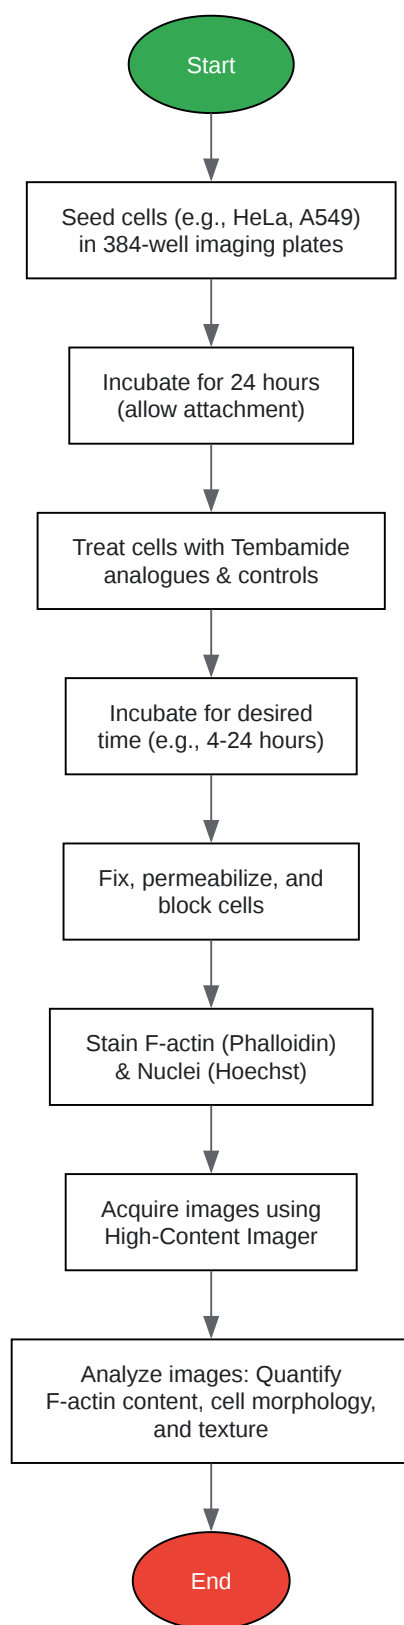 Start
Seed cells (e.g., HeLa, A549)
in 384-well imaging plates
Incubate for 24 hours
(allow attachment)
Treat cells with Tembamide
analogues & controls
Incubate for desired
time (e.g., 4-24 hours)
Fix, permeabilize, and
block cells
Stain F-actin (Phalloidin)
& Nuclei (Hoechst)
Acquire images using
High-Content Imager
Analyze images: Quantify
F-actin content, cell morphology,
and texture
End